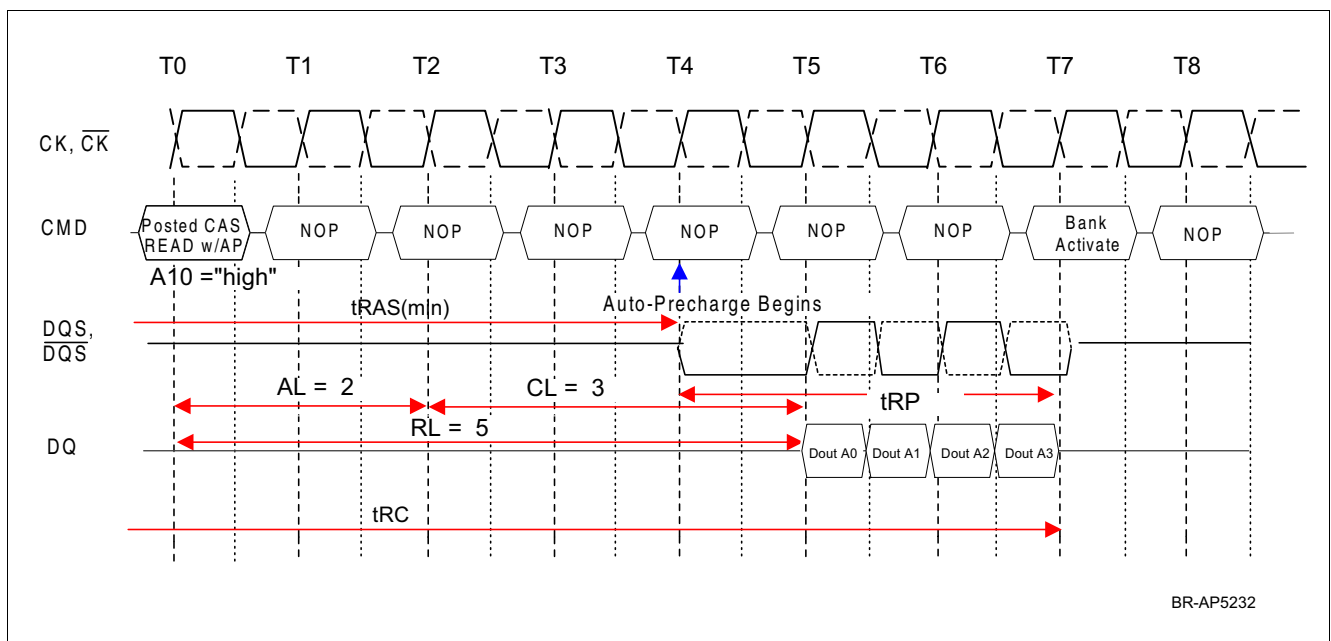 T0 T1 T2 T3 T4 T5 T6 T7 T8
CK, CK
CMD
Posted CAS
READ w/AP
NOP NOP NOP NOP NOP NOP
Bank
Activate
NOP
A10 ="high"
tRAS(min)
Auto-Precharge Begins
DQS,
DQS
AL = 2
CL = 3
tRP
RL = 5
DQ
Dout A0 Dout A1 Dout A2 Dout A3
tRC
BR-AP5232